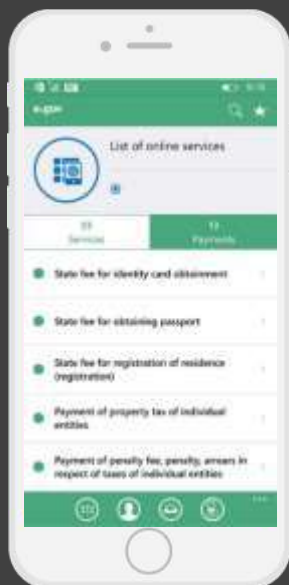 List of online services
Services
Payments
State fee for identity card obtainment
State fee for obtaining passport
State fee for registration of residence
(registration)
Payment of property tax of individual
entities
Payment of penalty fee, penalty, arrears in
respect of taxes of individual entities